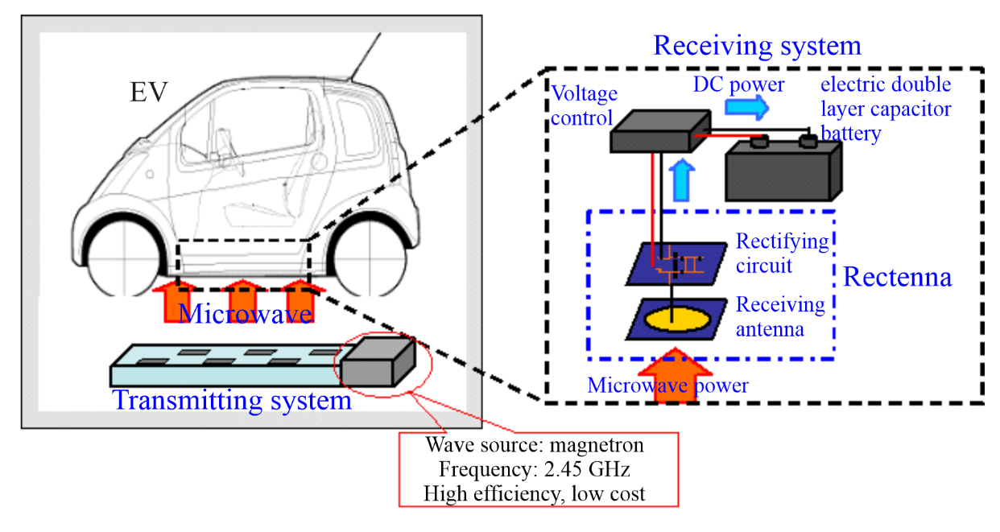 EV
Microwave
Transmitting system
Wave source: magnetron
Frequency: 2.45 GHz
High efficiency, low cost
Receiving system
Voltage
control
DC power
electric double
layer capacitor
battery
Rectifying
circuit
Rectenna
Receiving
antenna
Microwave power